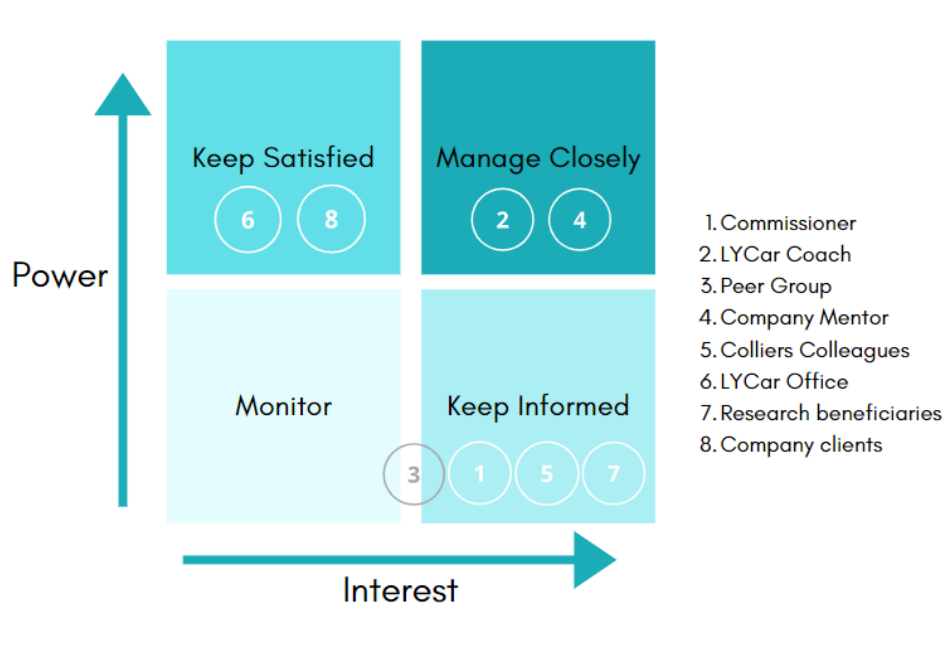 Keep Satisfied
Manage Closely
6 8
2 4
Power
Monitor
Keep Informed
3 1 5 7
Interest
1. Commissioner
2. LYCar Coach
3. Peer Group
4. Company Mentor
5. Colliers Colleagues
6. LYCar Office
7. Research beneficiaries
8. Company clients